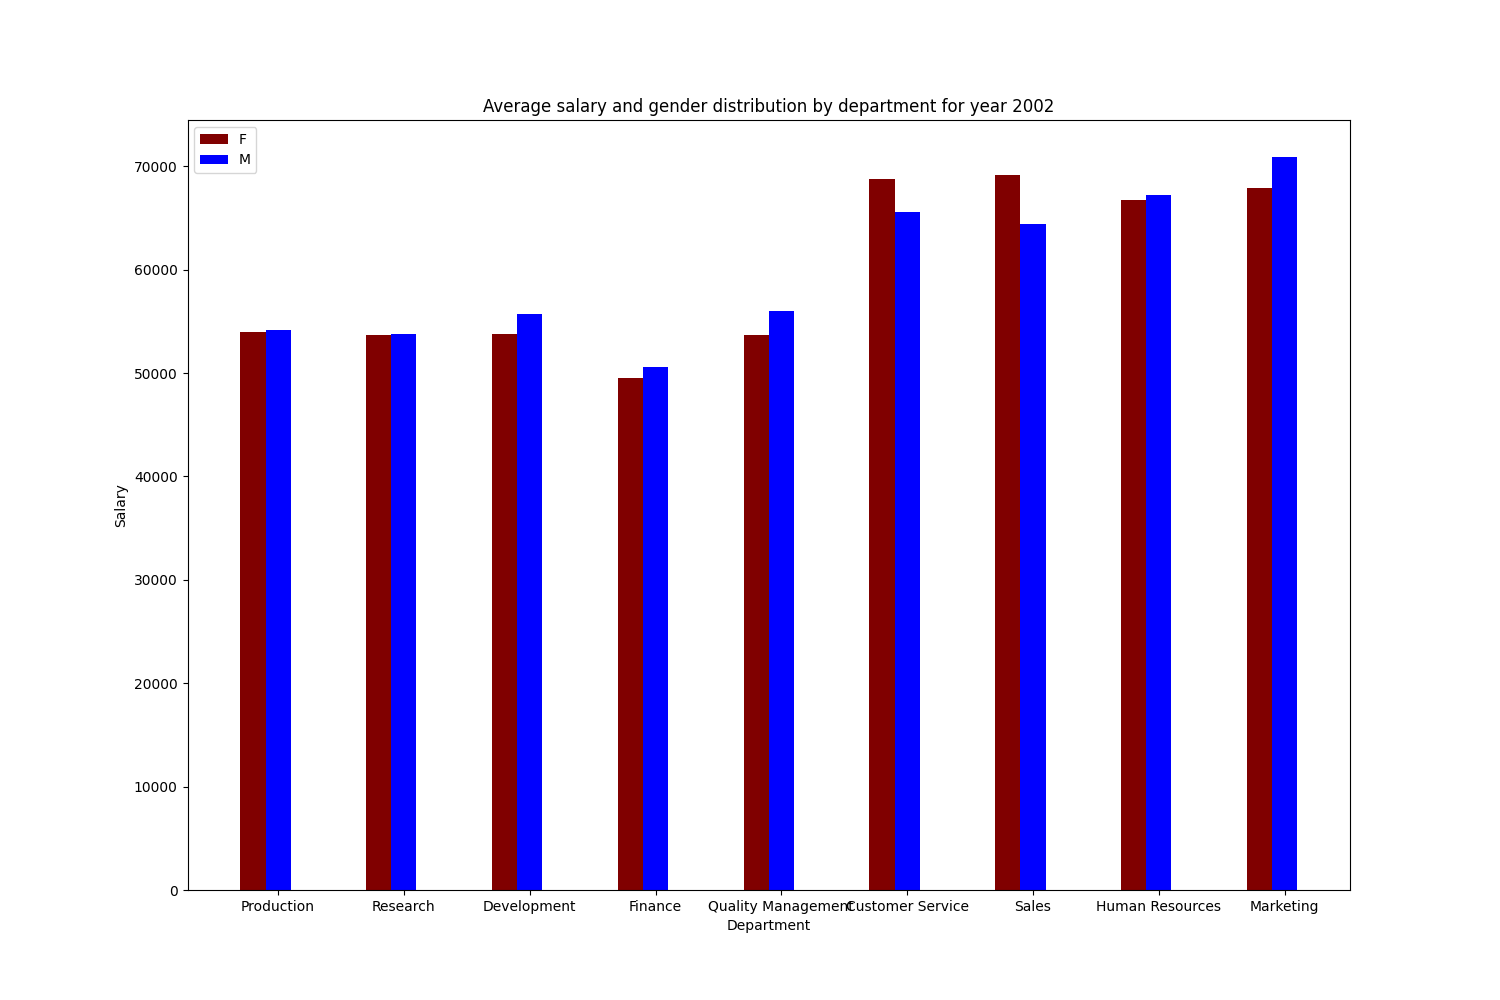 Average salary and gender distribution by department for year 2002
F
M
70000
60000
50000
40000
30000
20000
10000
0
Salary
Production Research Development Finance Quality Management Customer Service Sales Human Resources Marketing
Department